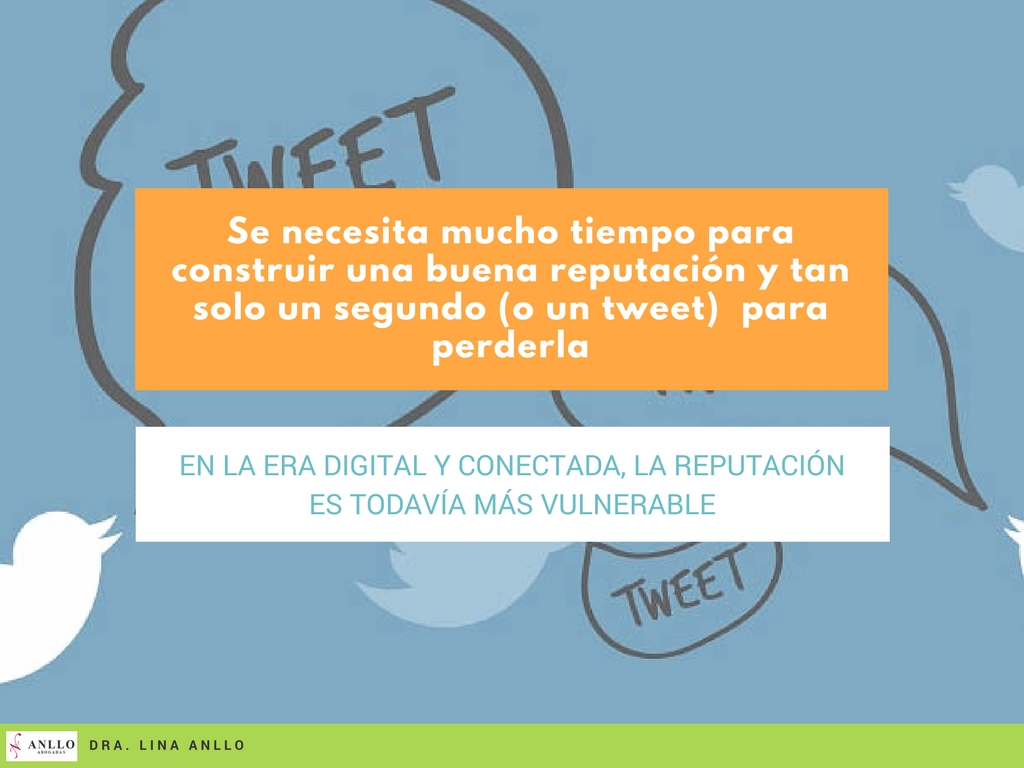 TWEET
Se necesita mucho tiempo para
construir una buena reputación y tan
solo un segundo (o un tweet) para
perderla
EN LA ERA DIGITAL Y CONECTADA, LA REPUTACIÓN
ES TODAVÍA MÁS VULNERABLE
TWEET
ANLLO
ABOGADAS
DRA. LINA ANLLO